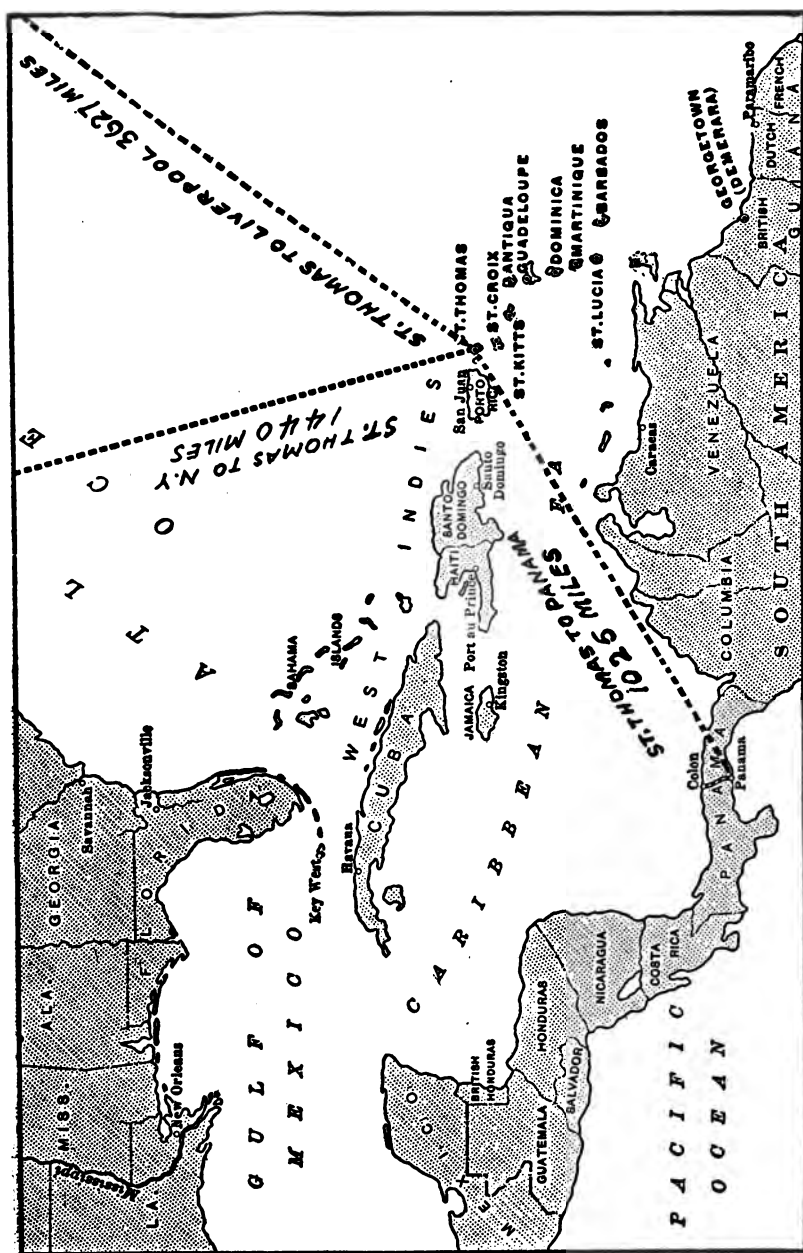 LA.
MISS.
ALA.
GEORGIA
Mississippi
New Orleans
FLORIDA
Savannah
Jacksonville
GULF OF
MEXICO
Key West
BAHAMA
ISLANDS
ATL
C
O
E
ST. THOMAS TO N.Y
1440 MILES
ST. THOMAS TO LIVERPOOL 3627 MILES
Havana
CUBA
WEST INDIES
JAMAICA
Kingston
HAITI
Port au Prince
SANTO
DOMINGO
Santo
Domingo
San Juan
PORTO
RICO
ST. THOMAS
ST. CROIX
ST. KITTS
ANTIQUA
GUADELOUPE
DOMINICA
MARTINIQUE
ST. LUCIA
BARBADOS
CARIBBEAN
SEA
ST. THOMAS TO PANAMA
1025 MILES
MEXICO
BRITISH
HONDURAS
GUATEMALA
HONDURAS
SALVADOR
NICARAGUA
COSTA
RICA
PANAMA
Colon
Panama
PACIFIC
OCEAN
COLUMBIA
Caracas
VENEZUELA
SOUTH AMERICA
GEORGETOWN
(DEMERARA)
Paramaribo
BRITISH
DUTCH
FRENCH
GUIANA